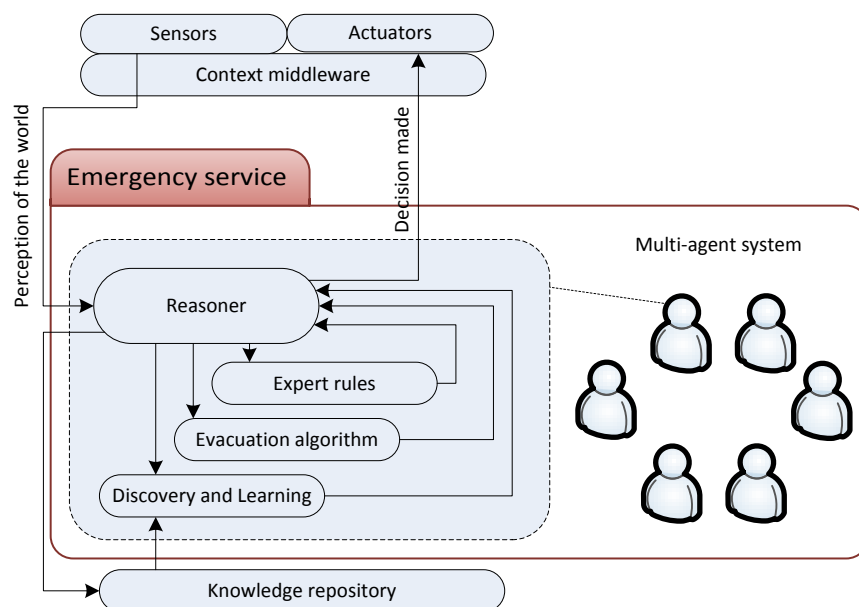 Sensors
Actuators
Context middleware
Perception of the world
Decision made
Emergency service
Multi-agent system
Reasoner
Expert rules
Evacuation algorithm
Discovery and Learning
Knowledge repository